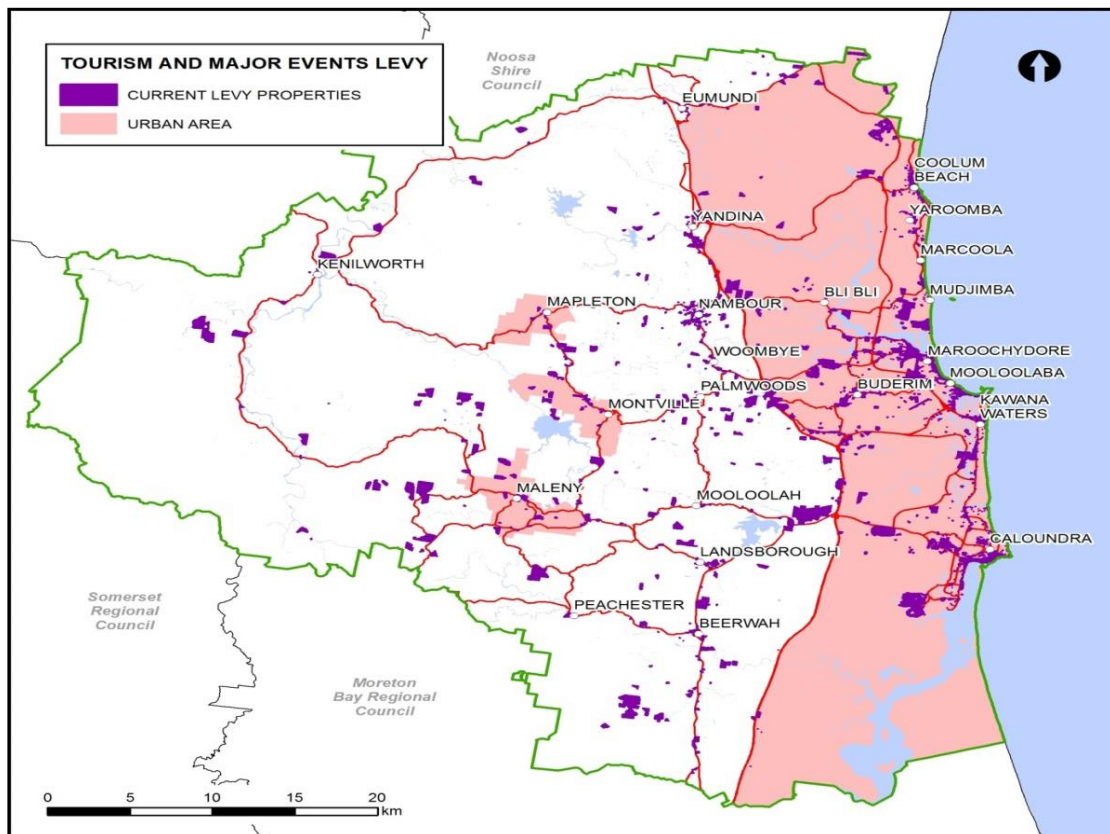 TOURISM AND MAJOR EVENTS LEVY
CURRENT LEVY PROPERTIES
URBAN AREA
Noosa
Shire
Council
EUMUNDI
COOLUM
BEACH
YANDINA
YAROOMBA
MARCOOLA
KENILWORTH
MAPLETON
NAMBOUR
BLI BLI
MUDJIMBA
WOOMBYE
MAROOCHYDORE
MOOLOOLABA
PALMWOODS
BUDERIM
KAWANA
WATERS
MONTVILLE
MALENY
MOOLOOLAH
LANDSBOROUGH
CALOUNDRA
PEACHESTER
BEERWAH
Somerset
Regional
Council
Moreton
Bay Regional
Council
0 5 10 15 20
km